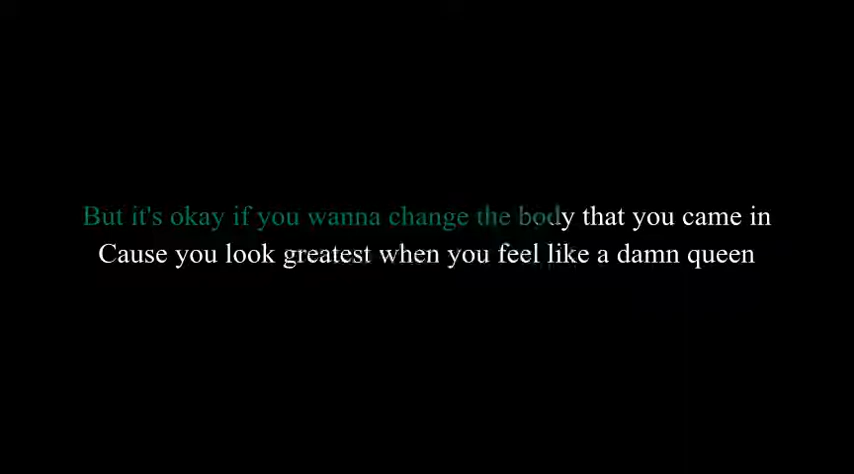 But it's okay if you wanna change the body that you came in
Cause you look greatest when you feel like a damn queen